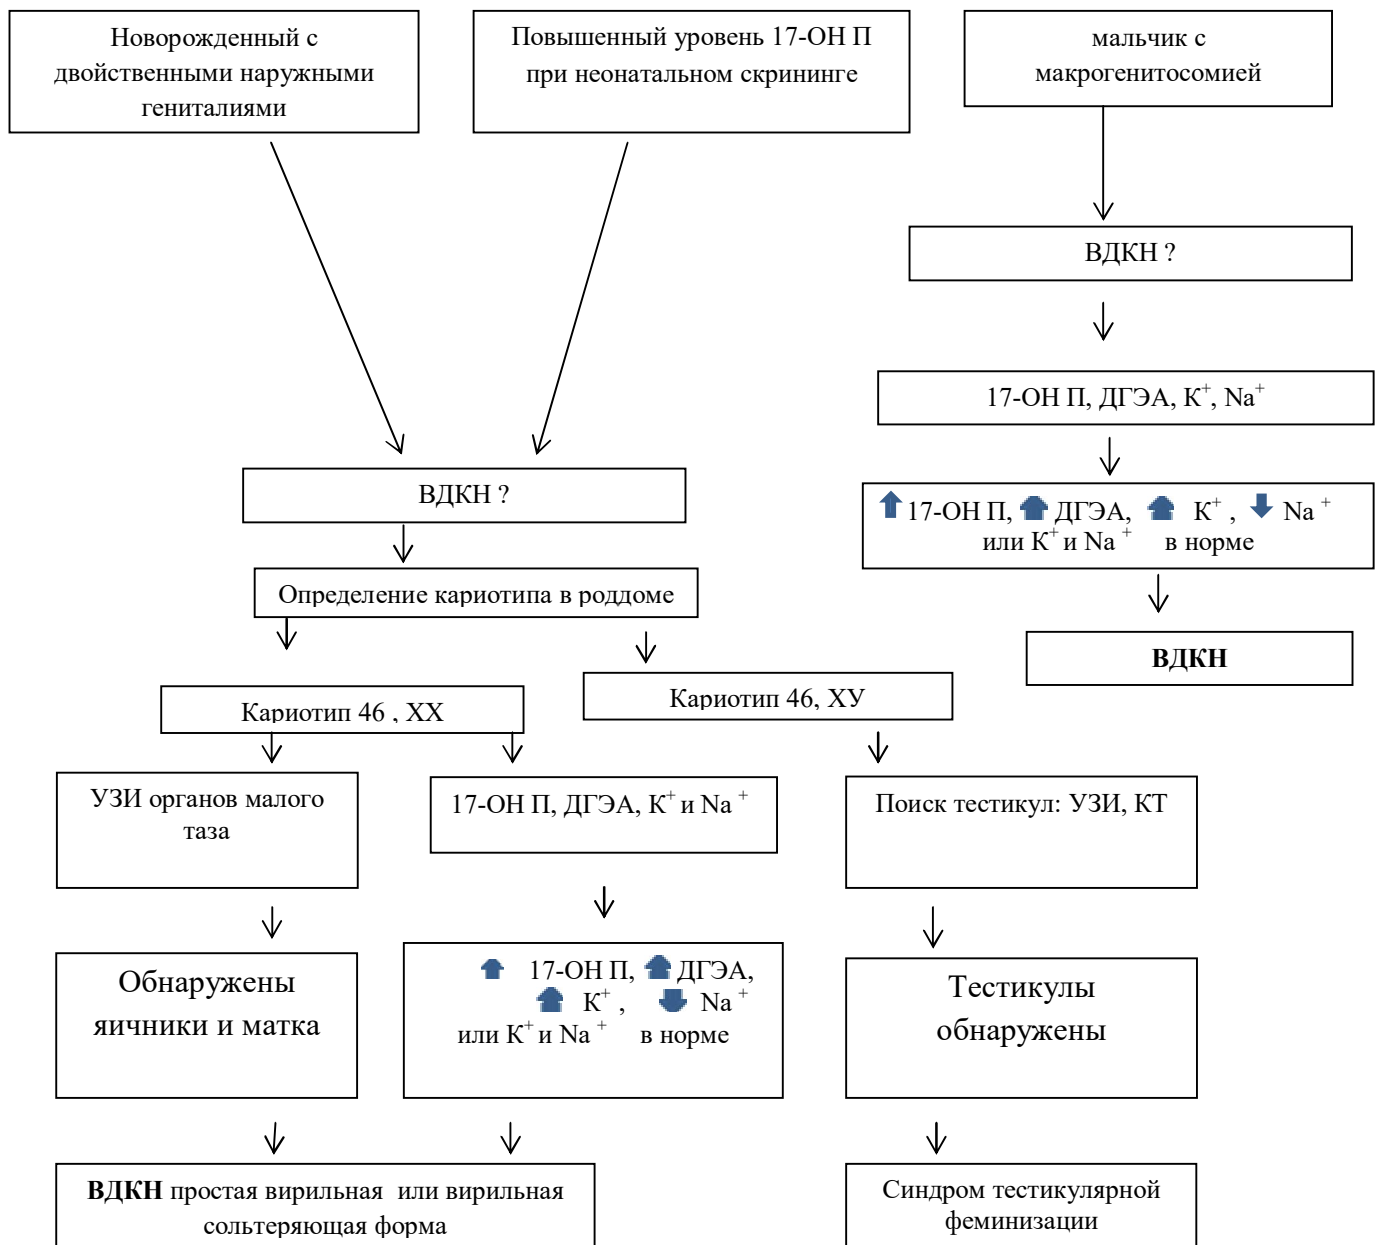 Новорожденный с
двойственными наружными
гениталиями
Повышенный уровень 17-ОН П
при неонатальном скрининге
мальчик с
макрогенитосомией
ВДКН ?
17-ОН П, ДГЭА, К⁺, Na⁺
17-ОН П, ДГЭА, К⁺ , Na ⁺
или К⁺ и Na ⁺ в норме
ВДКН
ВДКН ?
Определение кариотипа в роддоме
Кариотип 46 , ХХ
Кариотип 46, ХУ
УЗИ органов малого
таза
17-ОН П, ДГЭА, К⁺ и Na ⁺
Поиск тестикул: УЗИ, КТ
Обнаружены
яичники и матка
17-ОН П, ДГЭА,
К⁺ , Na ⁺
или К⁺ и Na ⁺ в норме
Тестикулы
обнаружены
ВДКН простая вирильная или вирильная
сольтеряющая форма
Синдром тестикулярной
феминизации